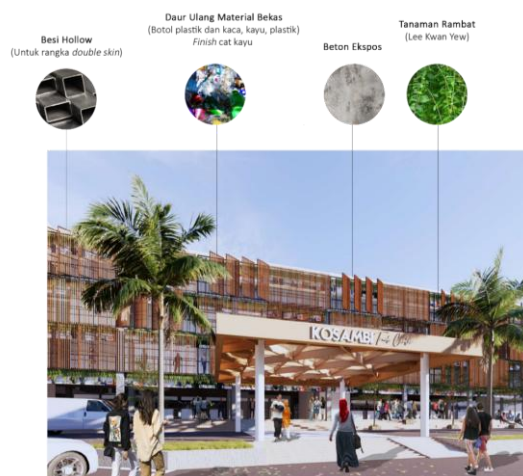 Besi Hollow
(Untuk rangka double skin)
Daur Ulang Material Bekas
(Botol plastik dan kaca, kayu, plastik)
Finish cat kayu
Beton Ekspos
Tanaman Rambat
(Lee Kwan Yew)
KOSAMBI